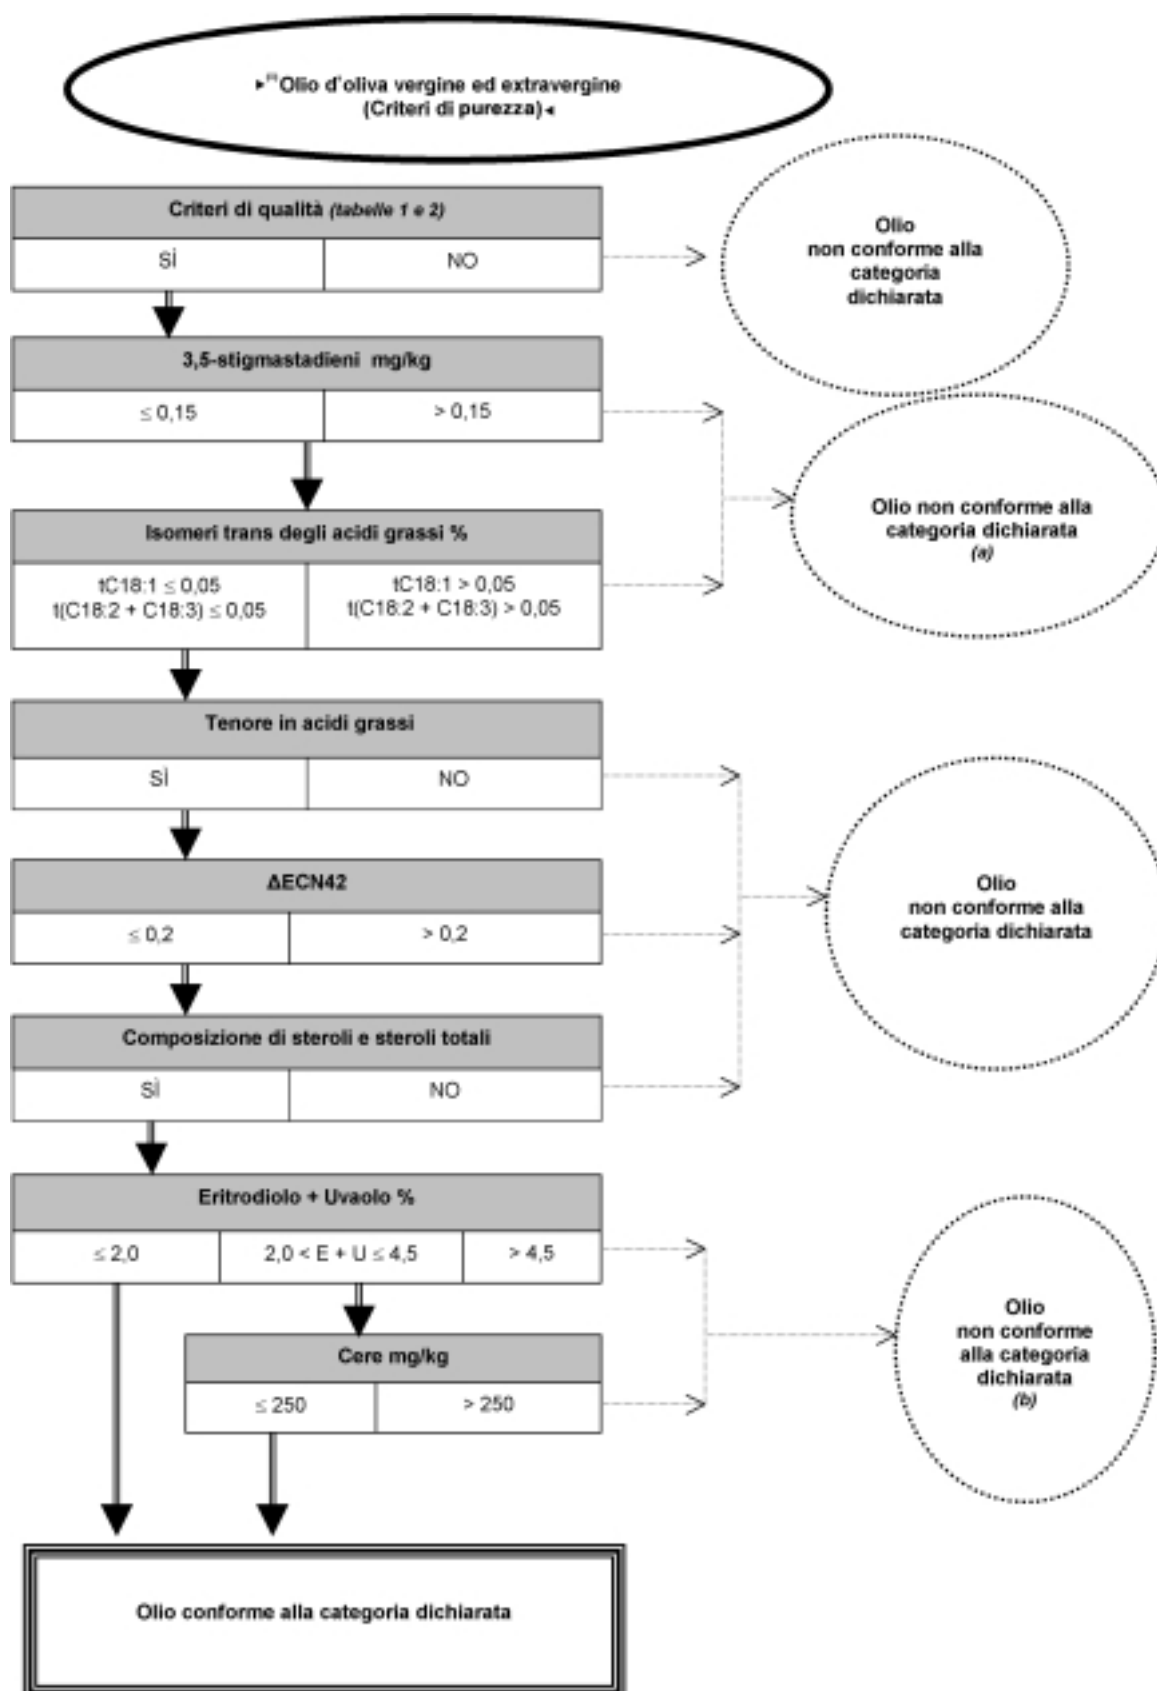 Olio d'oliva vergine ed extravergine
(Criteri di purezza)
Criteri di qualità (tabelle 1 e 2)
SÌ NO
Olio
non conforme alla
categoria
dichiarata
3,5-stigmastadieni mg/kg
≤ 0,15 > 0,15
Olio non conforme alla
categoria dichiarata
(a)
Isomeri trans degli acidi grassi %
tC18:1 ≤ 0,05 tC18:1 > 0,05
t(C18:2 + C18:3) ≤ 0,05 t(C18:2 + C18:3) > 0,05
Tenore in acidi grassi
SÌ NO
ΔECN42
≤ 0,2 > 0,2
Olio
non conforme alla
categoria dichiarata
Composizione di steroli e steroli totali
SÌ NO
Eritrodiolo + Uvaolo %
≤ 2,0 2,0 < E + U ≤ 4,5 > 4,5
Cere mg/kg
≤ 250 > 250
Olio
non conforme
alla categoria
dichiarata
(b)
Olio conforme alla categoria dichiarata